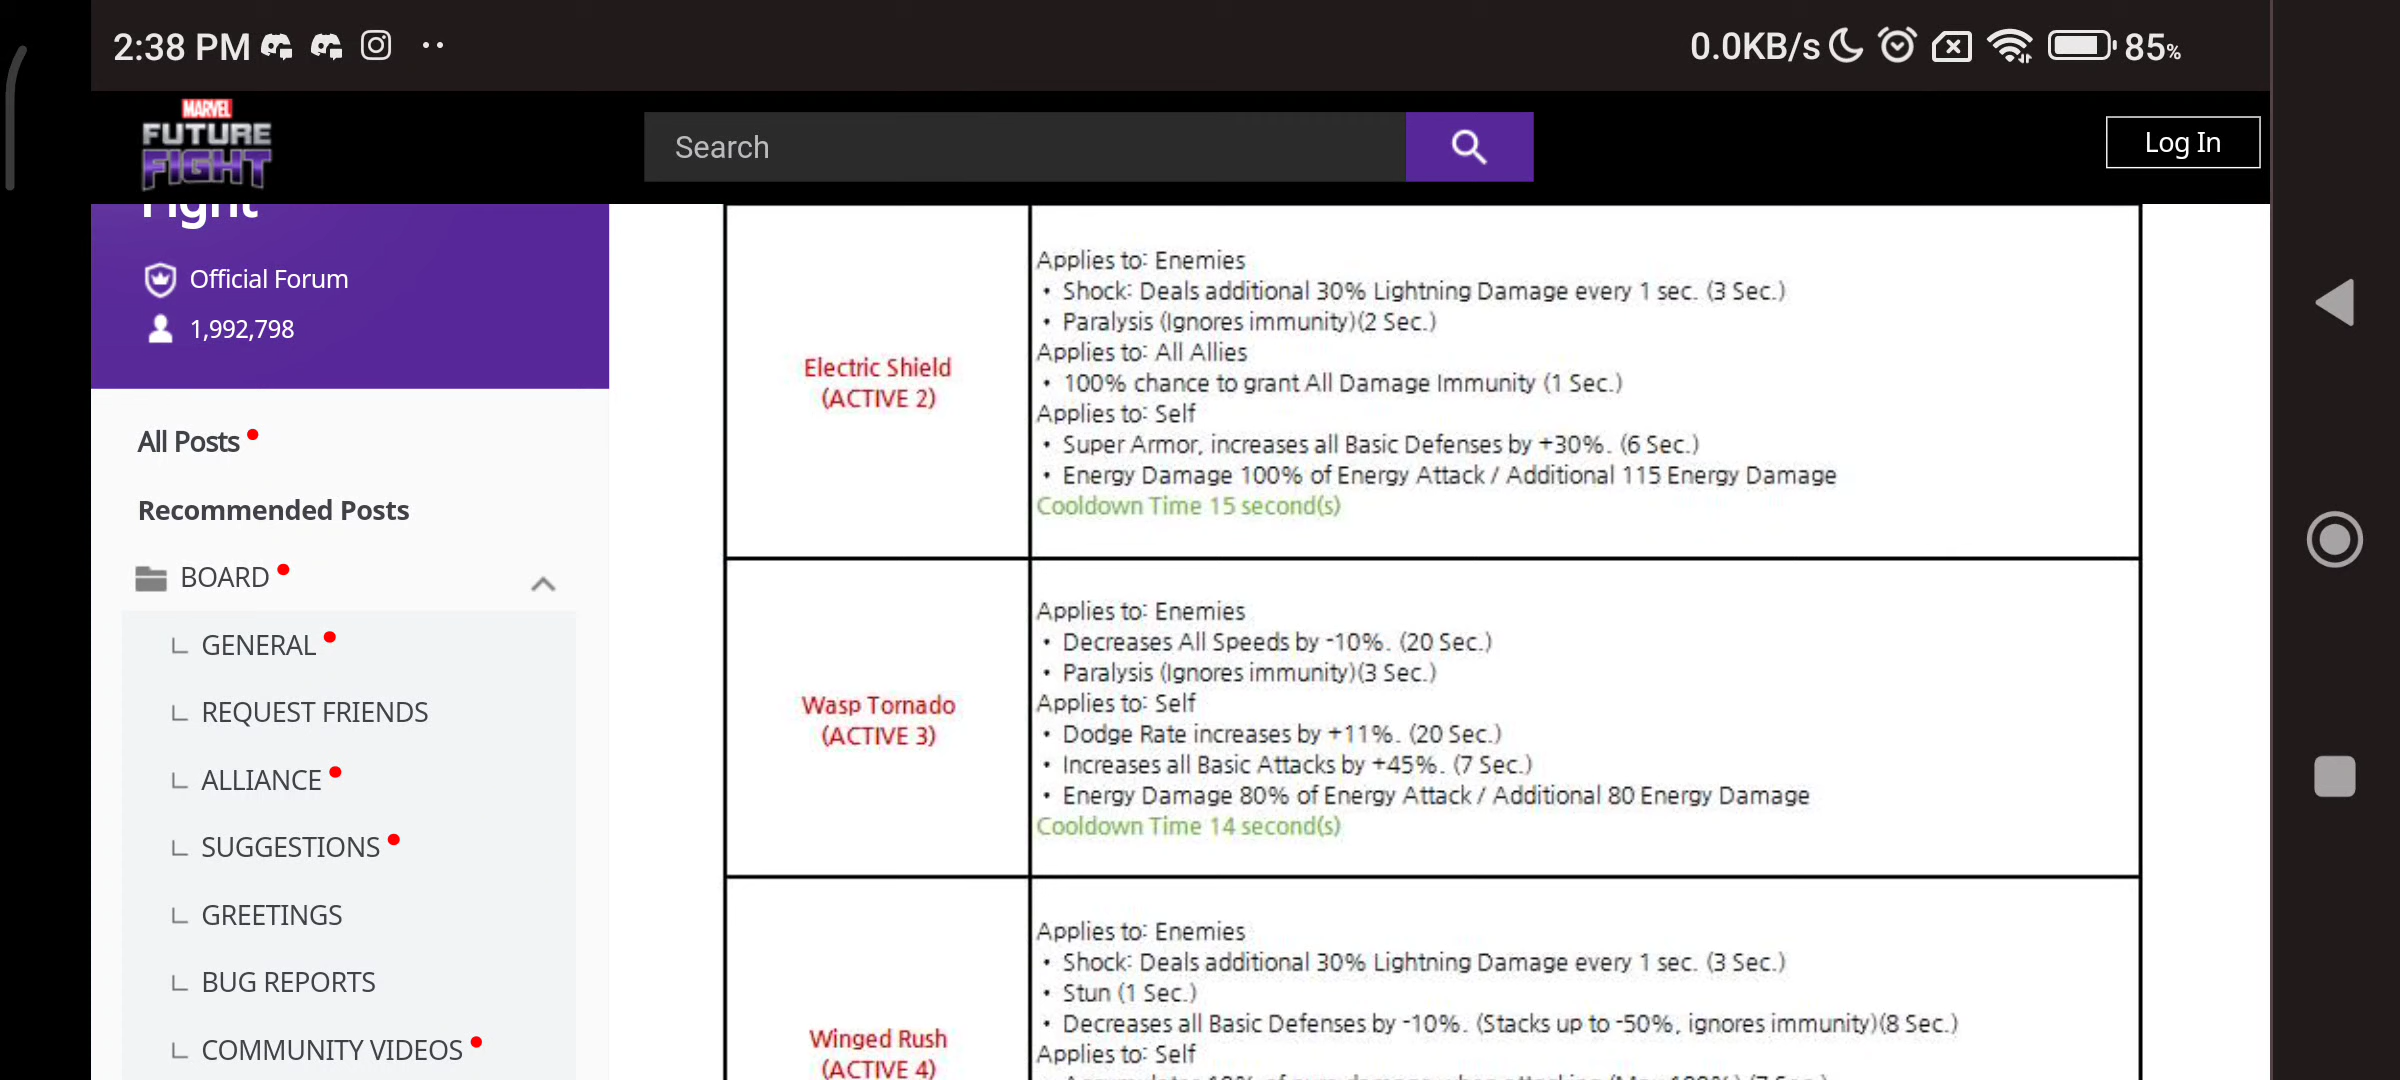 2:38 PM
0.0KB/s
85%
MARVEL
FUTURE
FIGHT
Search
Log In
Fight
Official Forum
1,992,798
All Posts
Recommended Posts
BOARD
GENERAL
REQUEST FRIENDS
ALLIANCE
SUGGESTIONS
GREETINGS
BUG REPORTS
COMMUNITY VIDEOS
Electric Shield
(ACTIVE 2)
Applies to: Enemies
• Shock: Deals additional 30% Lightning Damage every 1 sec. (3 Sec.)
• Paralysis (Ignores immunity)(2 Sec.)
Applies to: All Allies
• 100% chance to grant All Damage Immunity (1 Sec.)
Applies to: Self
• Super Armor, increases all Basic Defenses by +30%. (6 Sec.)
• Energy Damage 100% of Energy Attack / Additional 115 Energy Damage
Cooldown Time 15 second(s)
Wasp Tornado
(ACTIVE 3)
Applies to: Enemies
• Decreases All Speeds by -10%. (20 Sec.)
• Paralysis (Ignores immunity)(3 Sec.)
Applies to: Self
• Dodge Rate increases by +11%. (20 Sec.)
• Increases all Basic Attacks by +45%. (7 Sec.)
• Energy Damage 80% of Energy Attack / Additional 80 Energy Damage
Cooldown Time 14 second(s)
Winged Rush
(ACTIVE 4)
Applies to: Enemies
• Shock: Deals additional 30% Lightning Damage every 1 sec. (3 Sec.)
• Stun (1 Sec.)
• Decreases all Basic Defenses by -10%. (Stacks up to -50%, ignores immunity)(8 Sec.)
Applies to: Self